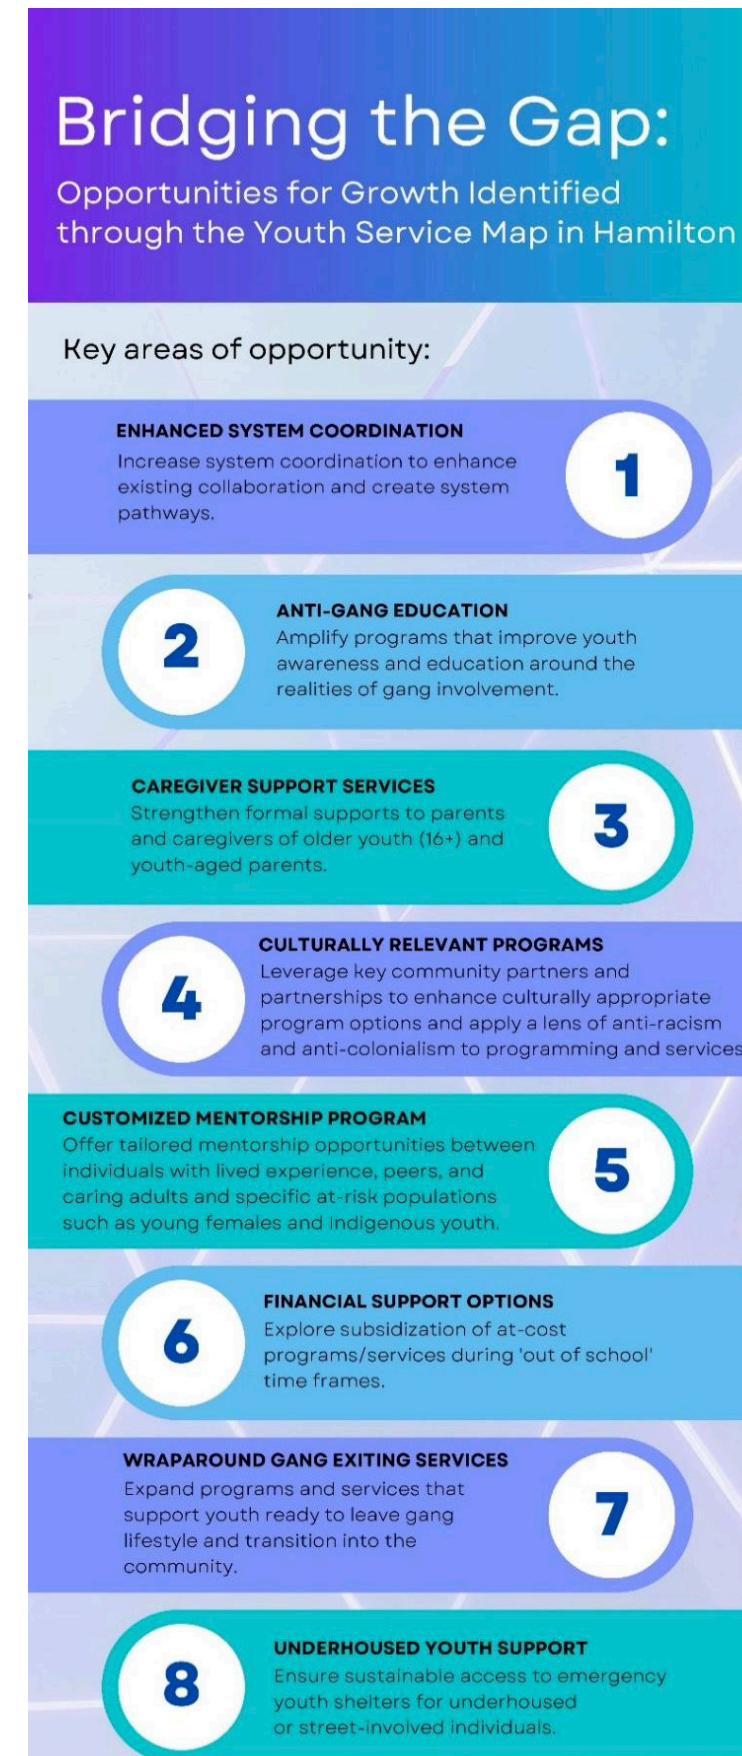 Bridging the Gap:
Opportunities for Growth Identified
through the Youth Service Map in Hamilton
Key areas of opportunity:
ENHANCED SYSTEM COORDINATION
Increase system coordination to enhance
existing collaboration and create system
pathways.
1
2
ANTI-GANG EDUCATION
Amplify programs that improve youth
awareness and education around the
realities of gang involvement.
CAREGIVER SUPPORT SERVICES
Strengthen formal supports to parents
and caregivers of older youth (16+) and
youth-aged parents.
3
4
CULTURALLY RELEVANT PROGRAMS
Leverage key community partners and
partnerships to enhance culturally appropriate
program options and apply a lens of anti-racism
and anti-colonialism to programming and services
CUSTOMIZED MENTORSHIP PROGRAM
Offer tailored mentorship opportunities between
individuals with lived experience, peers, and
caring adults and specific at-risk populations
such as young females and Indigenous youth.
5
6
FINANCIAL SUPPORT OPTIONS
Explore subsidization of at-cost
programs/services during 'out of school'
time frames.
WRAPAROUND GANG EXITING SERVICES
Expand programs and services that
support youth ready to leave gang
lifestyle and transition into the
community.
7
8
UNDERHOUSED YOUTH SUPPORT
Ensure sustainable access to emergency
youth shelters for underhoused
or street-involved individuals.